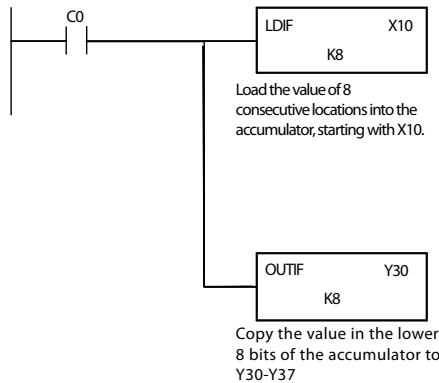 C0
LDIF X10
K8
Load the value of 8
consecutive locations into the
accumulator, starting with X10.
OUTIF Y30
K8
Copy the value in the lower
8 bits of the accumulator to
Y30-Y37